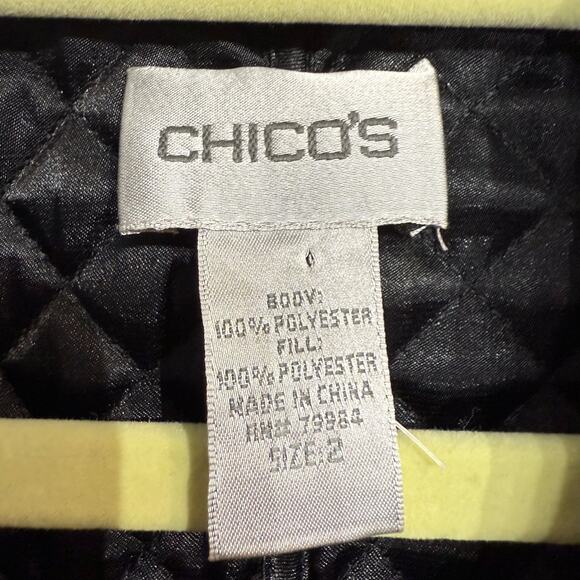 CHICO'S
BODY:
100% POLYESTER
FILL:
100% POLYESTER
MADE IN CHINA
RN# 79984
SIZE:2